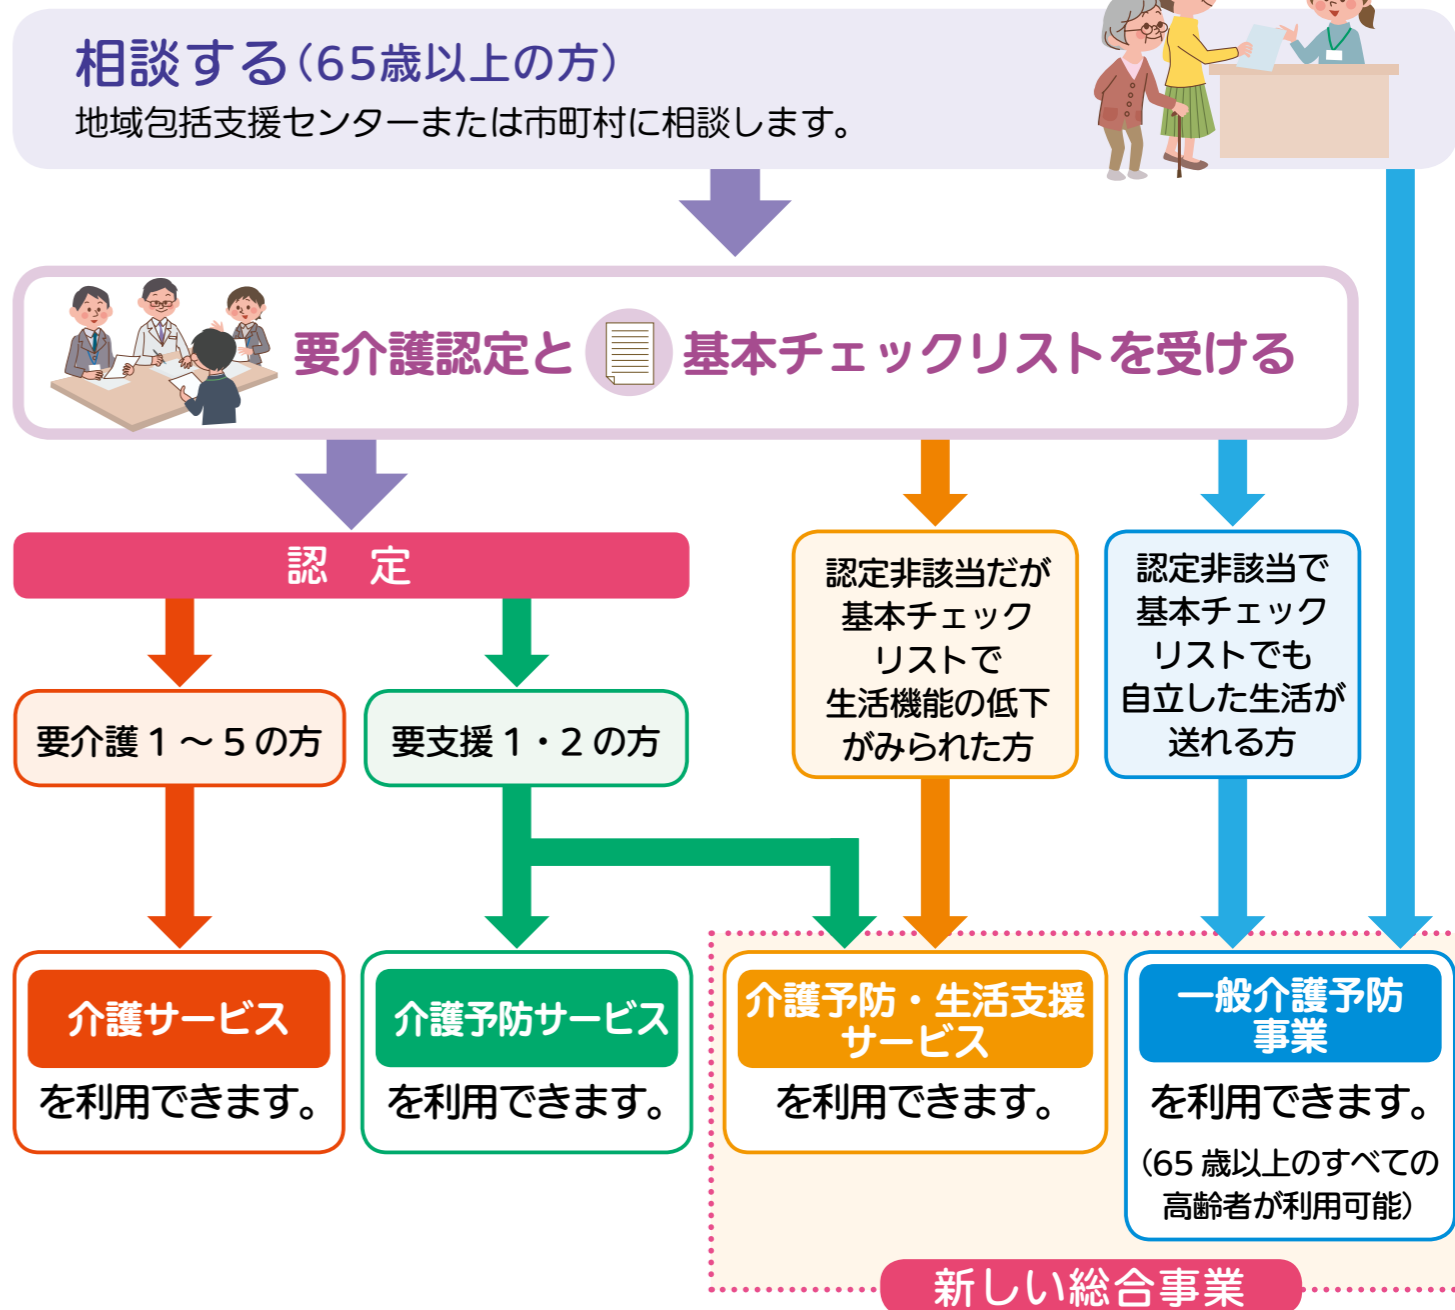 相談する(65歳以上の方)
地域包括支援センターまたは市町村に相談します。
要介護認定と 基本チェックリストを受ける
認 定
要介護1～5の方
要支援1・2の方
認定非該当だが
基本チェック
リストで
生活機能の低下
がみられた方
認定非該当で
基本チェック
リストでも
自立した生活が
送れる方
介護サービス
を利用できます。
介護予防サービス
を利用できます。
介護予防・生活支援
サービス
を利用できます。
一般介護予防
事業
を利用できます。
(65歳以上のすべての
高齢者が利用可能)
新しい総合事業